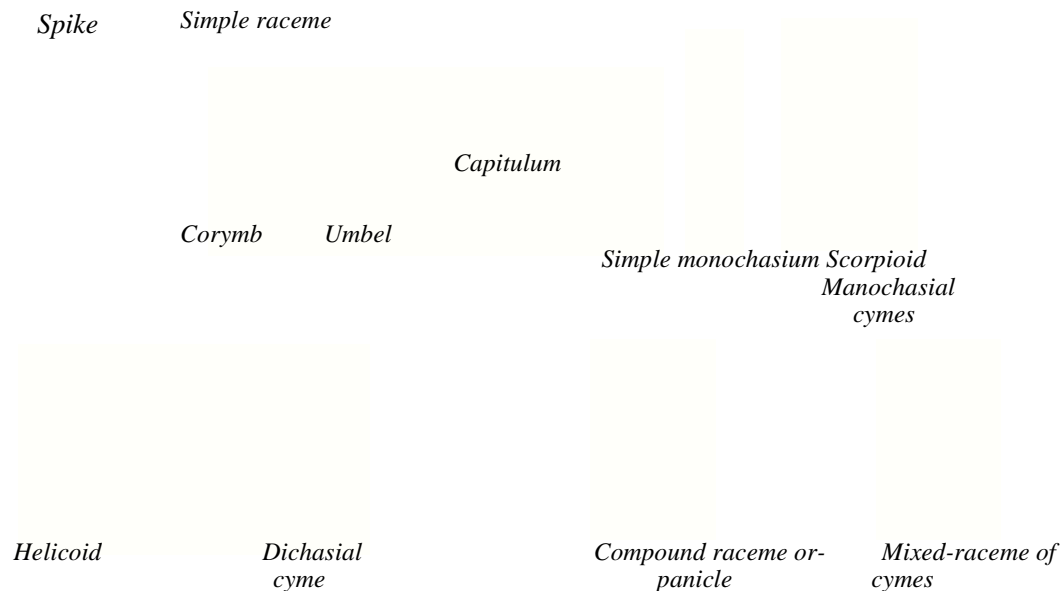 Spike
Simple raceme
Capitulum
Corymb
Umbel
Simple monochasium
Scorpioid
Manochasial
cymes
Helicoid
Dichasial
cyme
Compound raceme or-
panicle
Mixed-raceme of
cymes